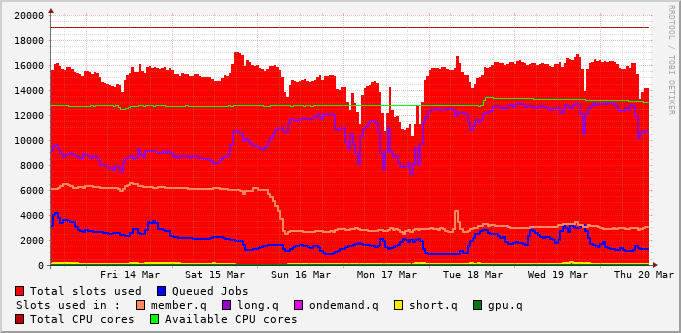 20000
18000
16000
14000
12000
10000
8000
6000
4000
2000
0
Fri 14 Mar Sat 15 Mar Sun 16 Mar Mon 17 Mar Tue 18 Mar Wed 19 Mar Thu 20 Mar
Total slots used Queued Jobs
Slots used in : member.q long.q ondemand.q short.q gpu.q
Total CPU cores Available CPU cores
RRDTOOL / TOBI OETIKER